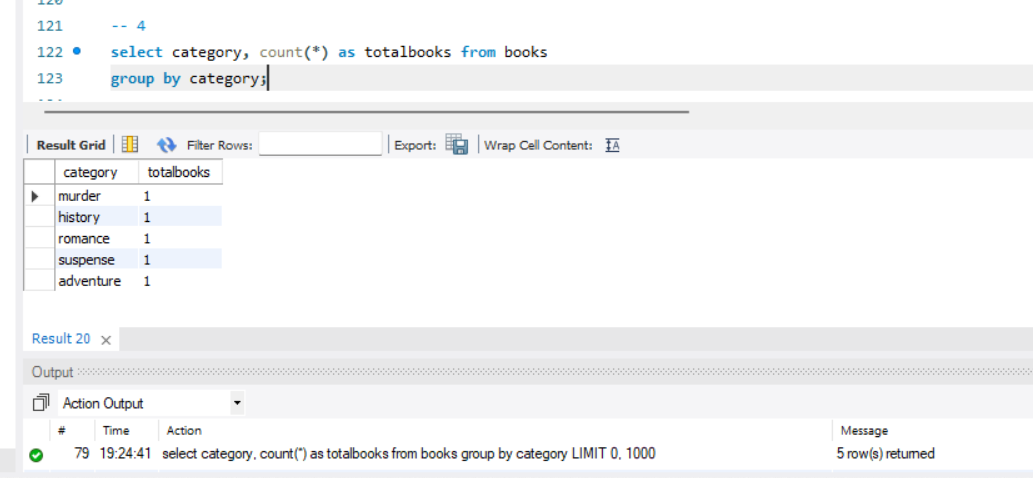 120
121 -- 4
122 select category, count(*) as totalbooks from books
123 group by category;
Result Grid Filter Rows: Export: Wrap Cell Content: IA
category totalbooks
murder 1
history 1
romance 1
suspense 1
adventure 1
Result 20 ×
Output
Action Output
# Time Action Message
79 19:24:41 select category, count(*) as totalbooks from books group by category LIMIT 0, 1000 5 row(s) returned